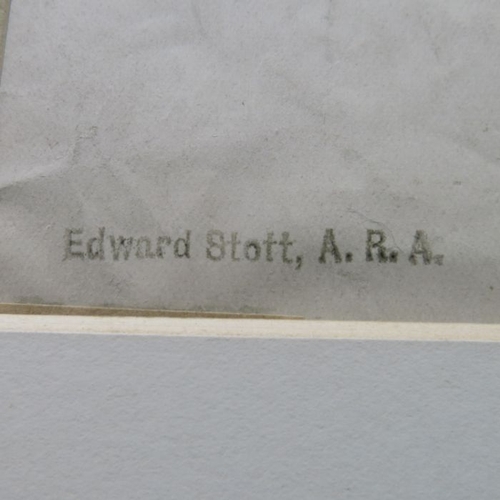 Edward Stott, A. R. A.